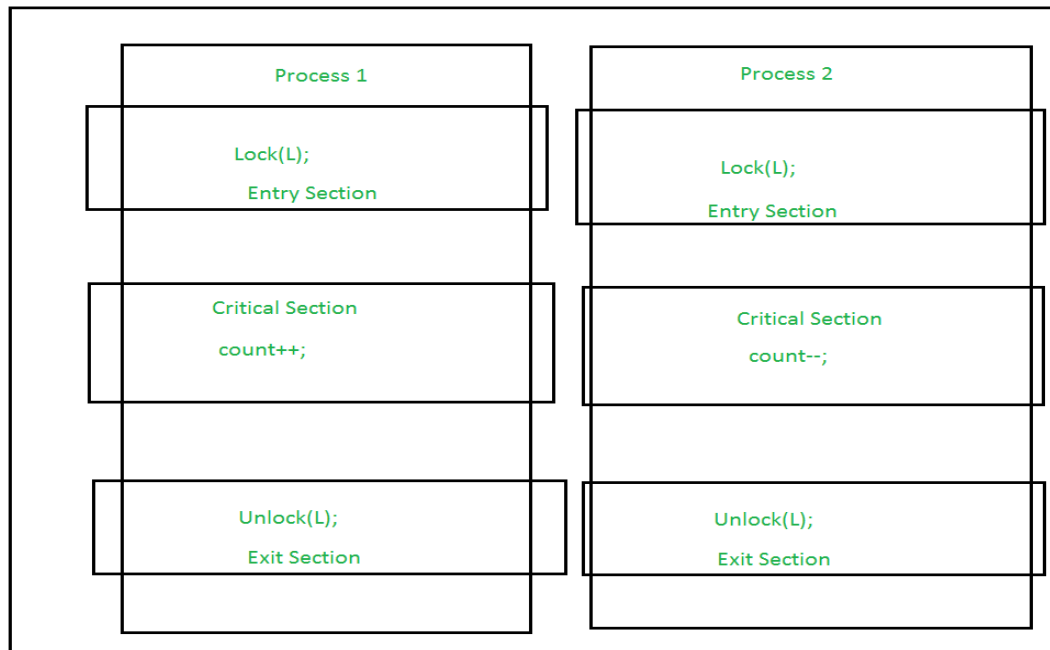 Process 1
Lock(L);
Entry Section
Critical Section
count++;
Unlock(L);
Exit Section
Process 2
Lock(L);
Entry Section
Critical Section
count--;
Unlock(L);
Exit Section